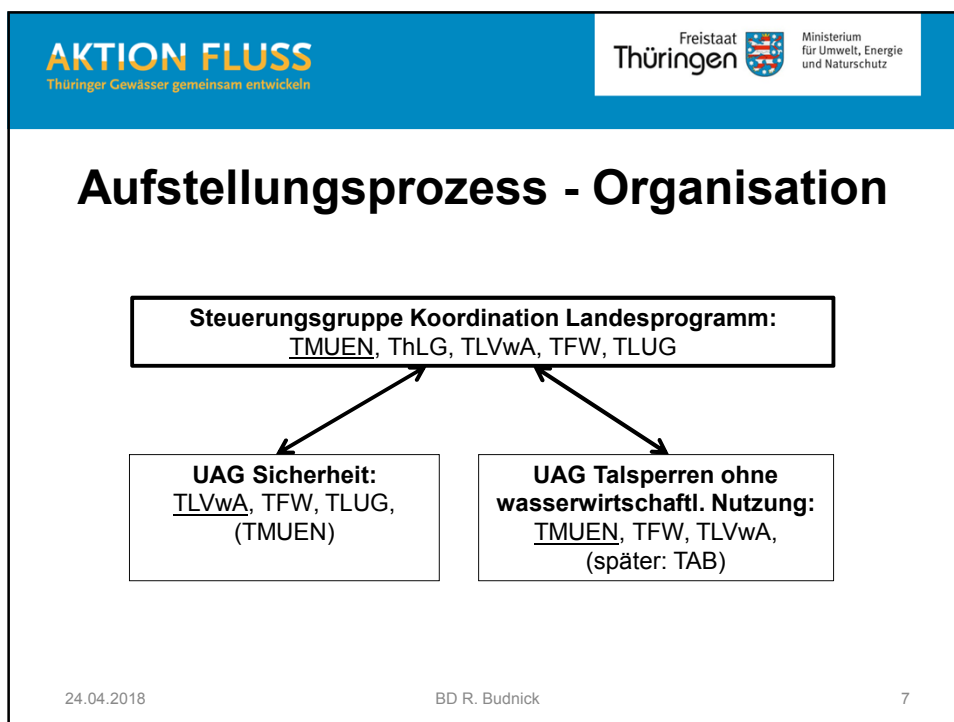 AKTION FLUSS
Thüringer Gewässer gemeinsam entwickeln
Freistaat
Thüringen
Ministerium
für Umwelt, Energie
und Naturschutz
Aufstellungsprozess - Organisation
Steuerungsgruppe Koordination Landesprogramm:
TMUEN, ThLG, TLVwA, TFW, TLUG
UAG Sicherheit:
TLVwA, TFW, TLUG,
(TMUEN)
UAG Talsperren ohne
wasserwirtschaftl. Nutzung:
TMUEN, TFW, TLVwA,
(später: TAB)
24.04.2018
BD R. Budnick
7